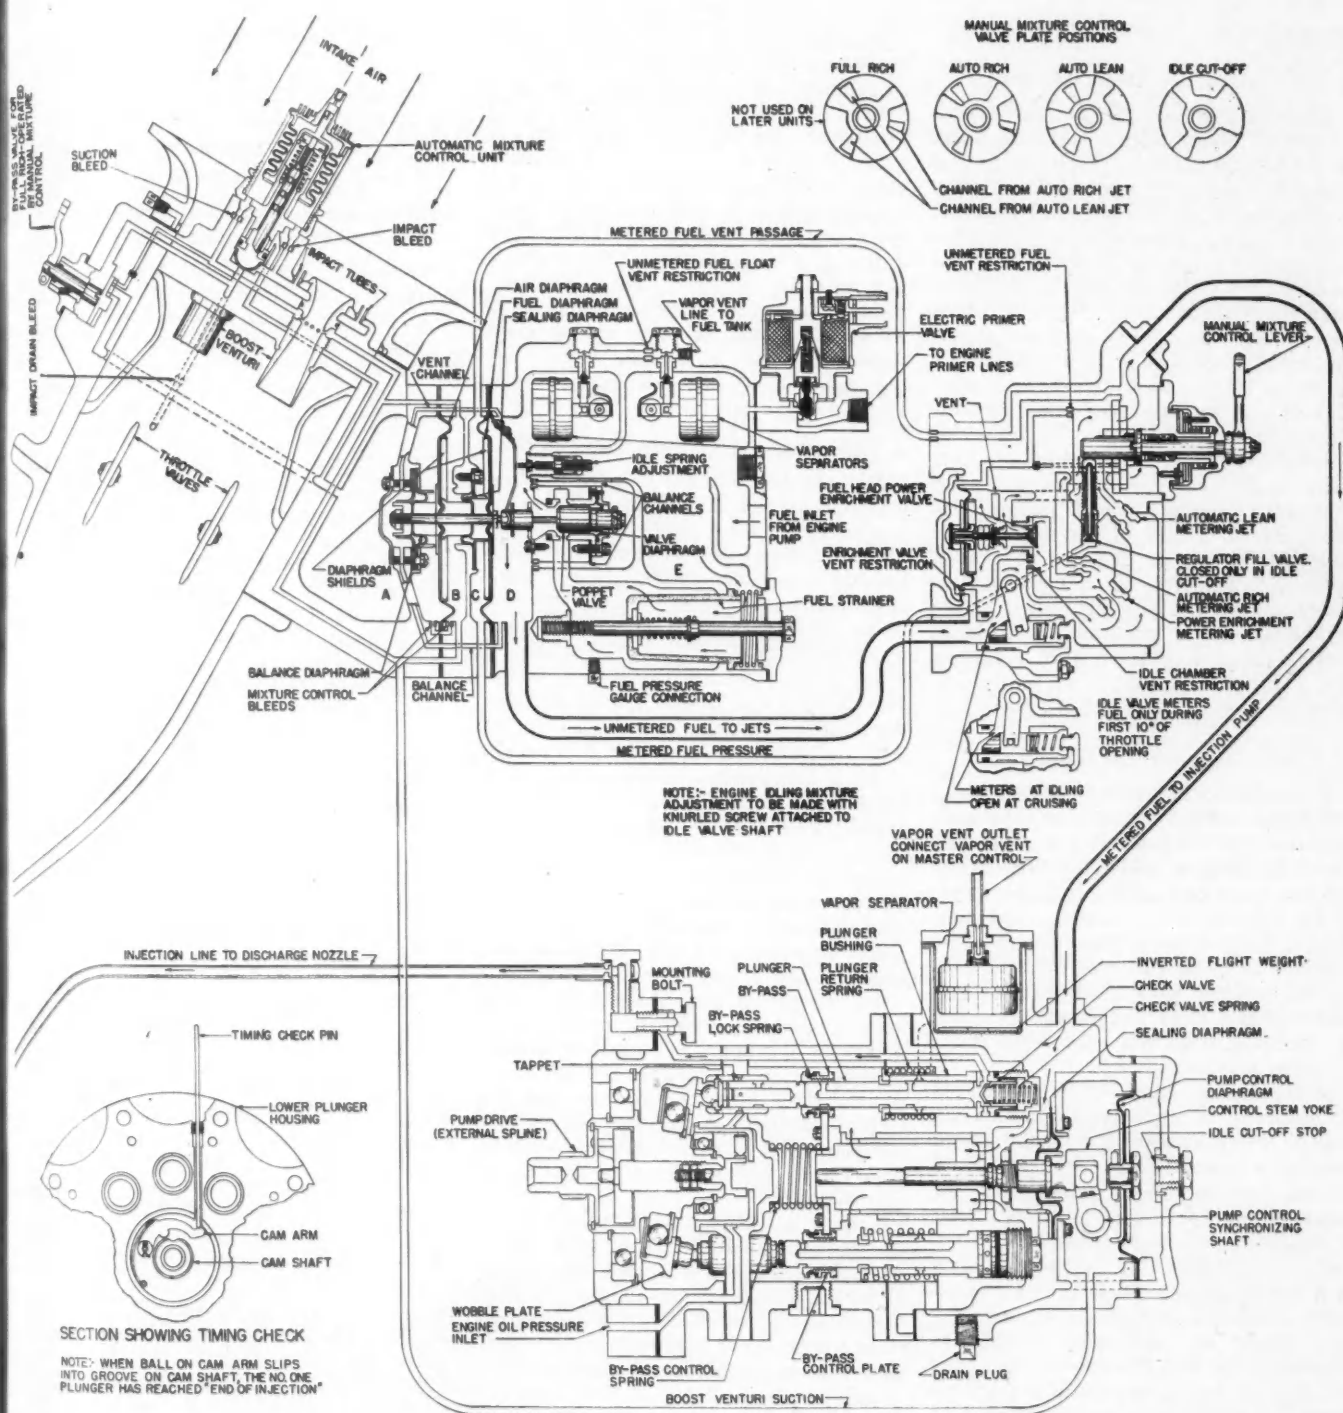 MANUAL MIXTURE CONTROL
VALVE PLATE POSITIONS
FULL RICH
AUTO RICH
AUTO LEAN
IDLE CUT-OFF
NOT USED ON
LATER UNITS
CHANNEL FROM AUTO RICH JET
CHANNEL FROM AUTO LEAN JET
INTAKE AIR
BY-PASS VALVE FOR
FULL RICH-OPERATED
BY MANUAL MIXTURE
CONTROL
SUCTION
BLEED
AUTOMATIC MIXTURE
CONTROL UNIT
IMPACT
BLEED
IMPACT TUBES
METERED FUEL VENT PASSAGE
UNMETERED FUEL FLOAT
VENT RESTRICTION
AIR DIAPHRAGM
FUEL DIAPHRAGM
SEALING DIAPHRAGM
VAPOR VENT
LINE TO
FUEL TANK
ELECTRIC PRIMER
VALVE
TO ENGINE
PRIMER LINES
UNMETERED FUEL
VENT RESTRICTION
MANUAL MIXTURE
CONTROL LEVER
IMPACT DRAIN BLEED
BOOST
VENTURI
VENT
CHANNEL
VENT
THROTTLE
VALVES
IDLE SPRING
ADJUSTMENT
VAPOR
SEPARATORS
FUEL HEAD POWER
ENRICHMENT VALVE
BALANCE
CHANNELS
FUEL INLET
FROM ENGINE
PUMP
VALVE
DIAPHRAGM
ENRICHMENT VALVE
VENT RESTRICTION
AUTOMATIC LEAN
METERING JET
REGULATOR FILL VALVE.
CLOSED ONLY IN IDLE
CUT-OFF
AUTOMATIC RICH
METERING JET
POWER ENRICHMENT
METERING JET
DIAPHRAGM
SHIELDS
A B C D E
POPPET
VALVE
FUEL STRAINER
BALANCE DIAPHRAGM
MIXTURE CONTROL
BLEEDS
BALANCE
CHANNEL
FUEL PRESSURE
GAUGE CONNECTION
IDLE CHAMBER
VENT RESTRICTION
UNMETERED FUEL TO JETS
METERED FUEL PRESSURE
IDLE VALVE METERS
FUEL ONLY DURING
FIRST 10° OF
THROTTLE
OPENING
METERS AT IDLING
OPEN AT CRUISING
NOTE:- ENGINE IDLING MIXTURE
ADJUSTMENT TO BE MADE WITH
KNURLED SCREW ATTACHED TO
IDLE VALVE SHAFT
METERED FUEL TO INJECTION PUMP
VAPOR VENT OUTLET
CONNECT VAPOR VENT
ON MASTER CONTROL
VAPOR SEPARATOR
INJECTION LINE TO DISCHARGE NOZZLE
MOUNTING
BOLT
PLUNGER
BY-PASS
BY-PASS
LOCK SPRING
PLUNGER
BUSHING
PLUNGER
RETURN
SPRING
INVERTED FLIGHT WEIGHT
CHECK VALVE
CHECK VALVE SPRING
SEALING DIAPHRAGM
TIMING CHECK PIN
TAPPET
LOWER PLUNGER
HOUSING
PUMP DRIVE
(EXTERNAL SPLINE)
PUMP CONTROL
DIAPHRAGM
CONTROL STEM YOKE
IDLE CUT-OFF STOP
CAM ARM
CAM SHAFT
PUMP CONTROL
SYNCHRONIZING
SHAFT
WOBBLE PLATE
ENGINE OIL PRESSURE
INLET
BY-PASS CONTROL
SPRING
BY-PASS
CONTROL PLATE
DRAIN PLUG
SECTION SHOWING TIMING CHECK
NOTE:- WHEN BALL ON CAM ARM SLIPS
INTO GROOVE ON CAM SHAFT, THE NO. ONE
PLUNGER HAS REACHED "END OF INJECTION"
BOOST VENTURI SUCTION